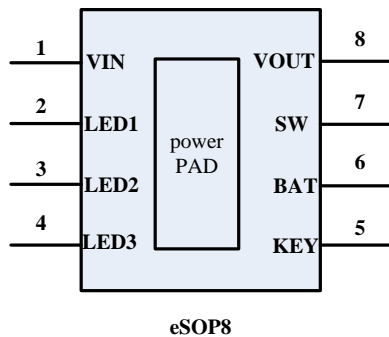 1 VIN VOUT 8
2 LED1 SW 7
3 LED2 BAT 6
4 LED3 KEY 5
power
PAD
eSOP8